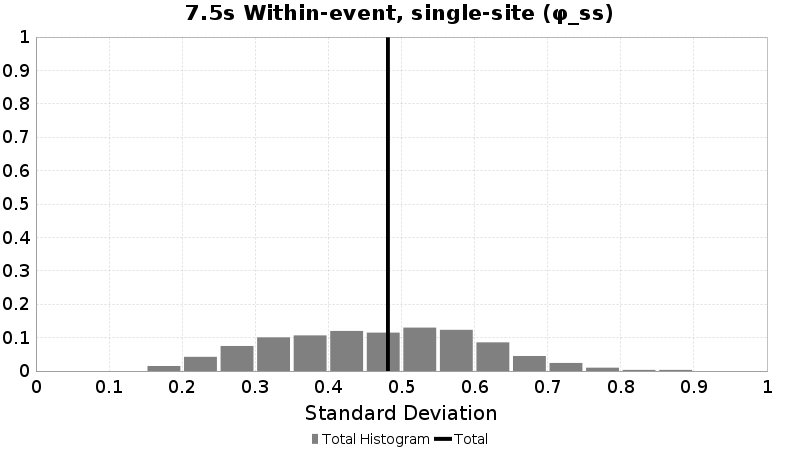 7.5s Within-event, single-site (φ_ss)
1
0.9
0.8
0.7
0.6
0.5
0.4
0.3
0.2
0.1
0
0 0.1 0.2 0.3 0.4 0.5 0.6 0.7 0.8 0.9 1
Standard Deviation
Total Histogram Total